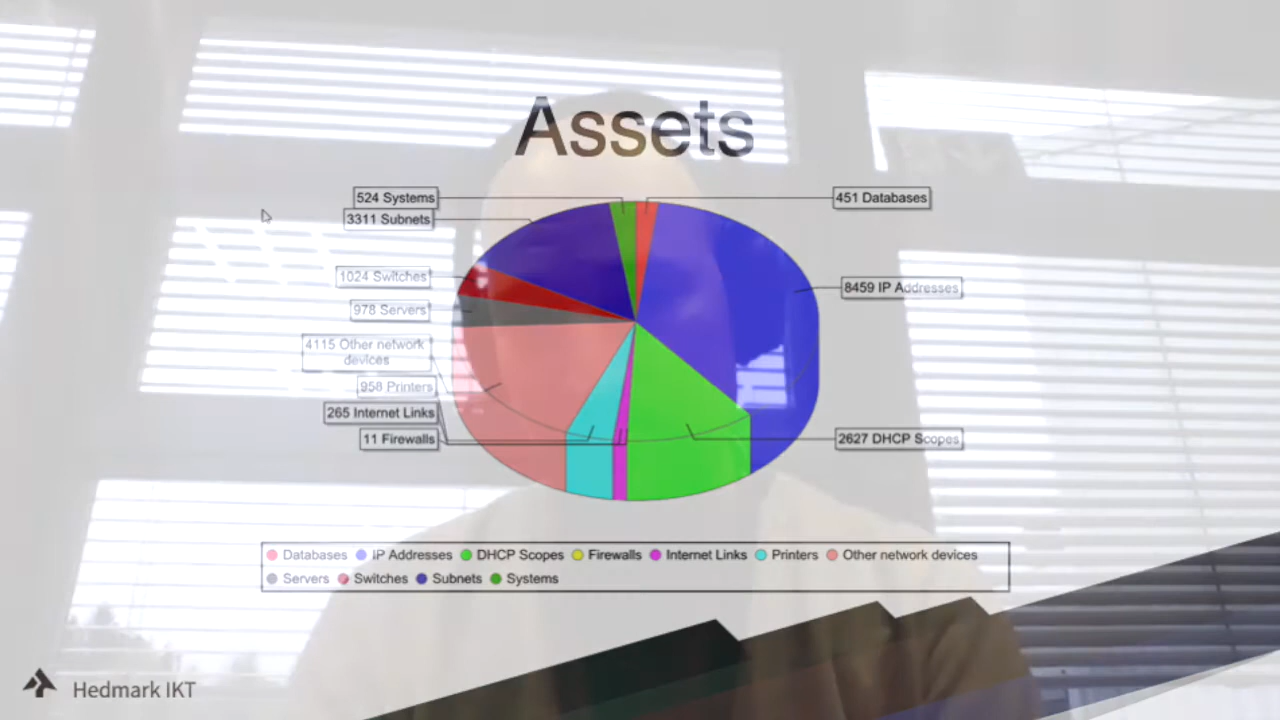 Assets
524 Systems
451 Databases
3311 Subnets
1024 Switches
8459 IP Addresses
978 Servers
4115 Other network
devices
958 Printers
265 Internet Links
11 Firewalls
2627 DHCP Scopes
Databases IP Addresses DHCP Scopes Firewalls Internet Links Printers Other network devices
Servers Switches Subnets Systems
Hedmark IKT